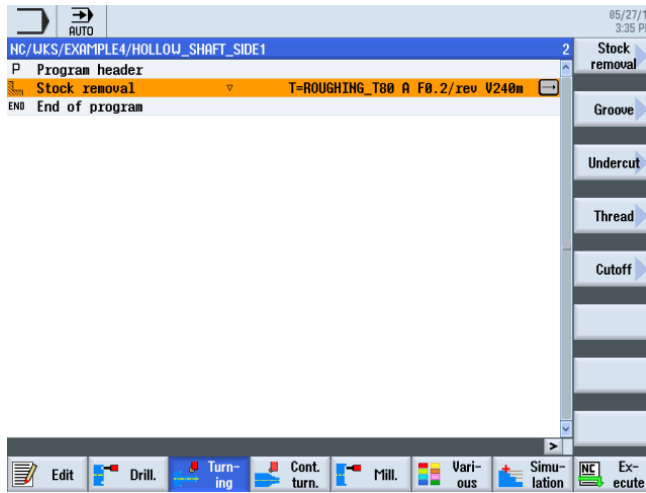 AUTO
05/27/1
3:35 P
NC/WKS/EXAMPLE4/HOLLOW_SHAFT_SIDE1 2
P Program header
Stock removal ▽ T=ROUGHING_T80 A F0.2/rev V240m
END End of program
Stock
removal
Groove
Undercut
Thread
Cutoff
>
Edit
Drill.
Turn-
ing
Cont.
turn.
Mill.
Vari-
ous
Simu-
lation
NC Ex-
ecute